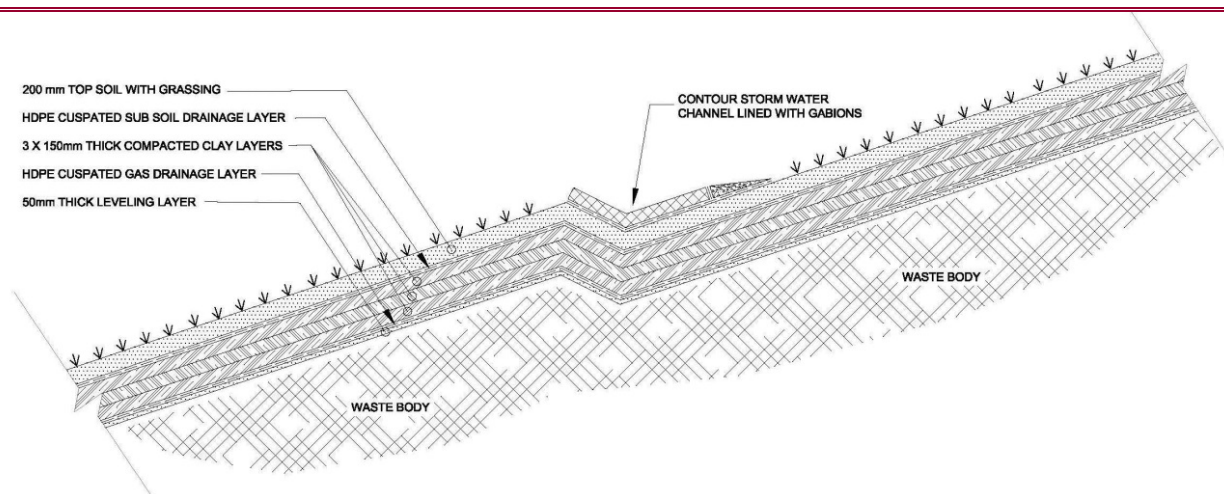 200 mm TOP SOIL WITH GRASSING
HDPE CUSPATED SUB SOIL DRAINAGE LAYER
3 X 150mm THICK COMPACTED CLAY LAYERS
HDPE CUSPATED GAS DRAINAGE LAYER
50mm THICK LEVELING LAYER
CONTOUR STORM WATER
CHANNEL LINED WITH GABIONS
WASTE BODY
WASTE BODY